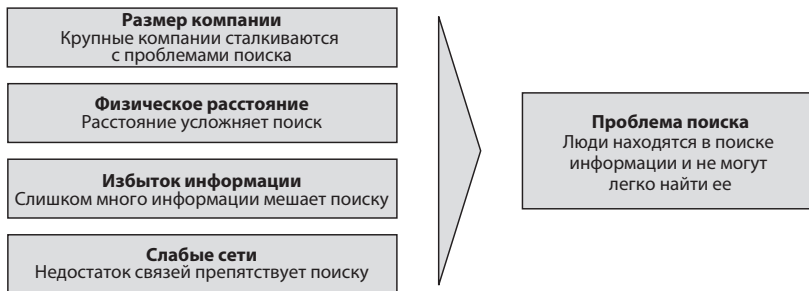 Размер компании
Крупные компании сталкиваются
с проблемами поиска
Физическое расстояние
Расстояние усложняет поиск
Избыток информации
Слишком много информации мешает поиску
Слабые сети
Недостаток связей препятствует поиску
Проблема поиска
Люди находятся в поиске
информации и не могут
легко найти ее